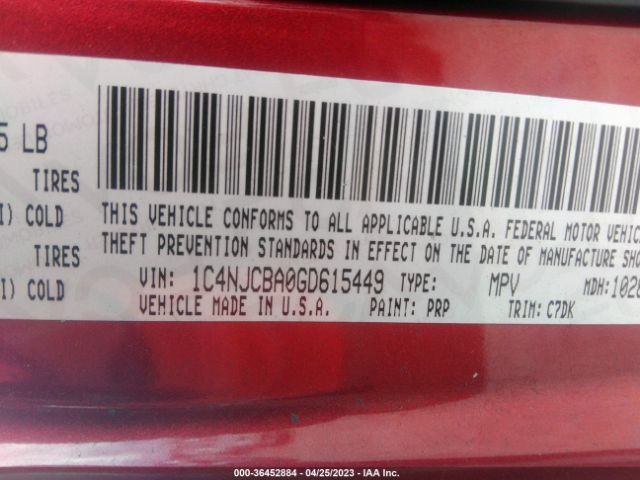 5 LB
TIRES
I) COLD
TIRES
I) COLD
THIS VEHICLE CONFORMS TO ALL APPLICABLE U.S.A. FEDERAL MOTOR VEHIC
THEFT PREVENTION STANDARDS IN EFFECT ON THE DATE OF MANUFACTURE SHO
VIN: 1C4NJCBA0GD615449 TYPE: MPV MDH:1028
VEHICLE MADE IN U.S.A. PAINT: PRP TRIM: C7DK
000-36452884 / 04/25/2023 / IAA Inc.